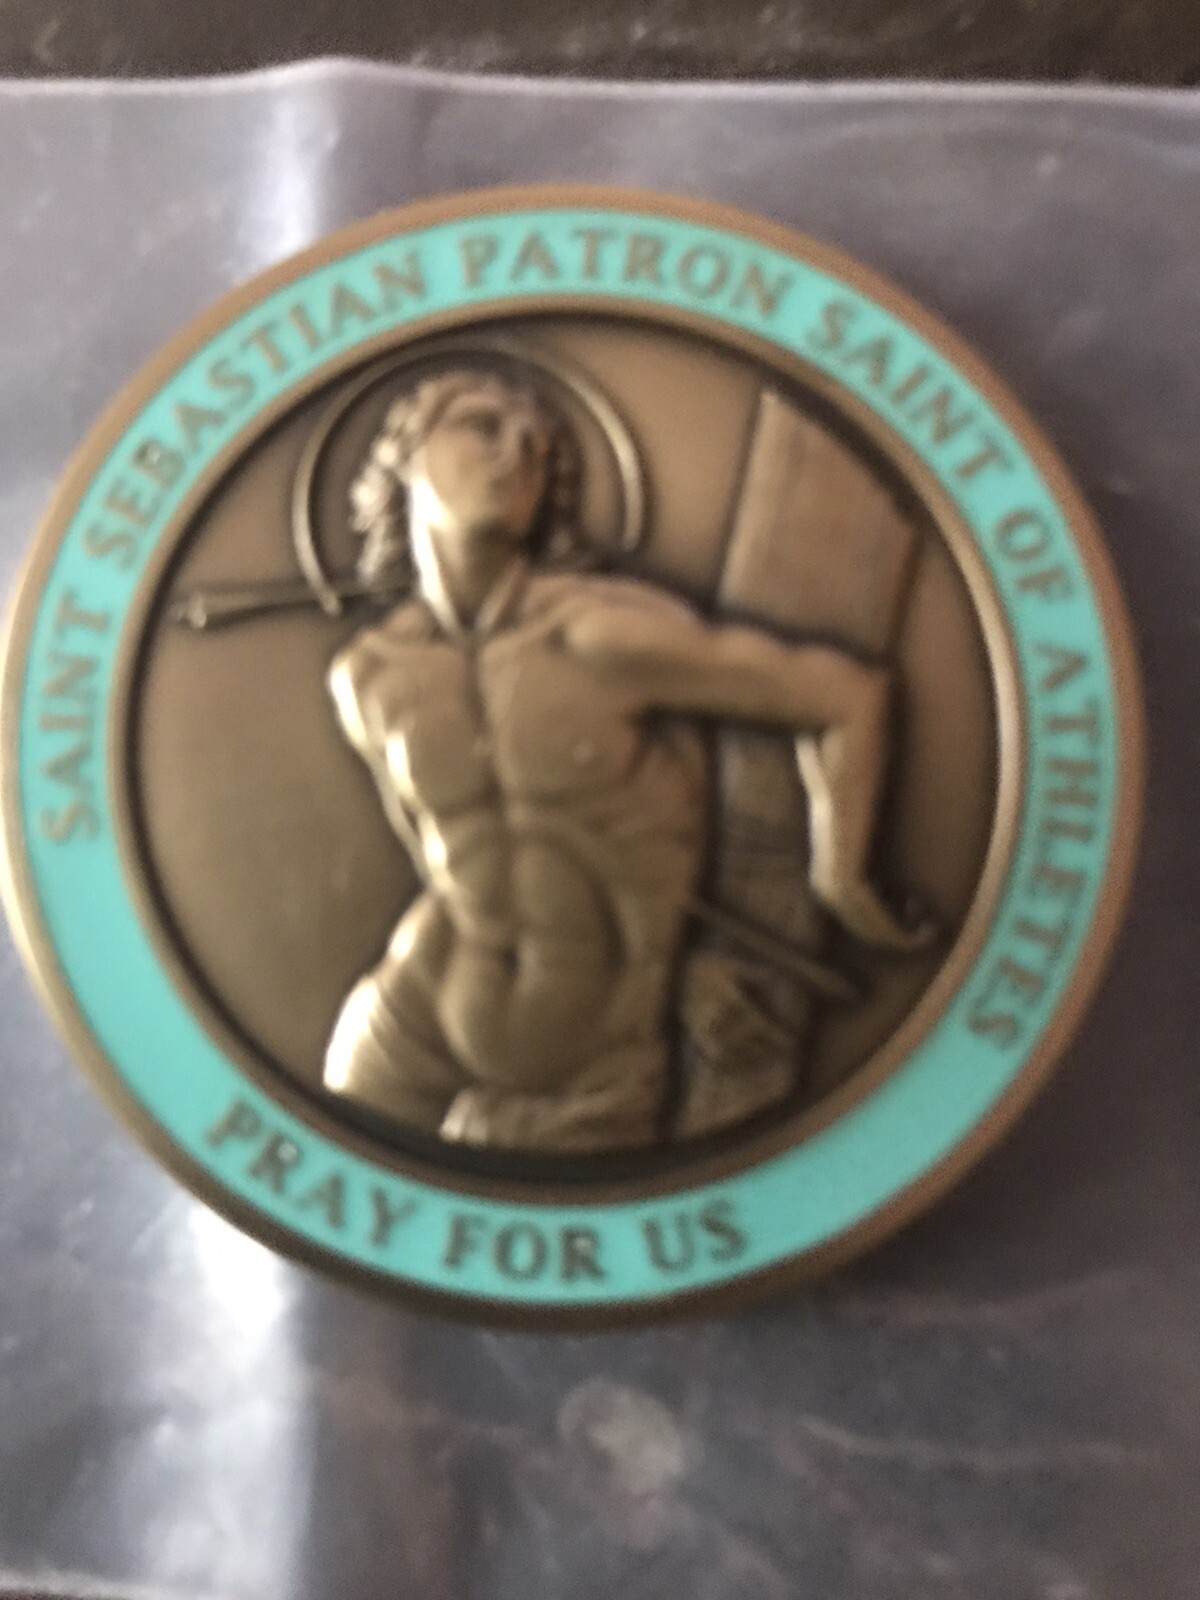 SAINT SEBASTIAN PATRON SAINT OF ATHLETES
PRAY FOR US